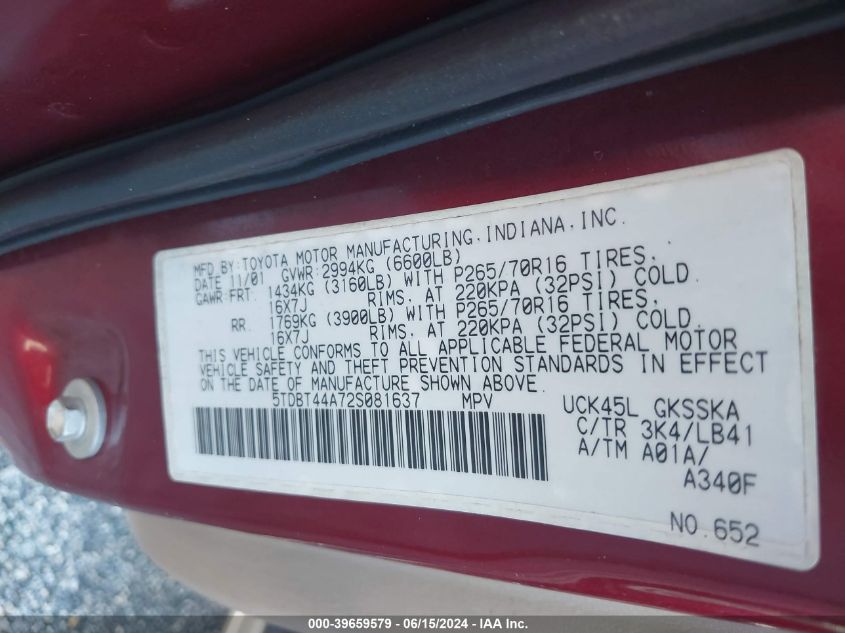 MFD.BY:TOYOTA MOTOR MANUFACTURING.INDIANA.INC.
DATE 11/01 GVWR:2994KG (6600LB)
GAWR:FRT. 1434KG (3160LB) WITH P265/70R16 TIRES.
16X7J RIMS. AT 220KPA (32PSI) COLD.
RR. 1769KG (3900LB) WITH P265/70R16 TIRES.
16X7J RIMS. AT 220KPA (32PSI) COLD.
THIS VEHICLE CONFORMS TO ALL APPLICABLE FEDERAL MOTOR
VEHICLE SAFETY AND THEFT PREVENTION STANDARDS IN EFFECT
ON THE DATE OF MANUFACTURE SHOWN ABOVE.
5TDBT44A72S081637 MPV
UCK45L GKSSKA
C/TR 3K4/LB41
A/TM A01A/
A340F
NO.652
000-39659579 - 06/15/2024 - IAA Inc.